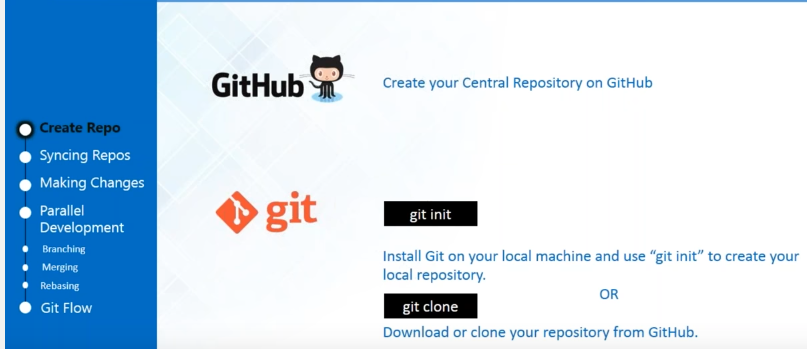 Create Repo
Syncing Repos
Making Changes
Parallel
Development
Branching
Merging
Rebasing
Git Flow
GitHub
Create your Central Repository on GitHub
git
git init
Install Git on your local machine and use “git init” to create your
local repository.
OR
git clone
Download or clone your repository from GitHub.